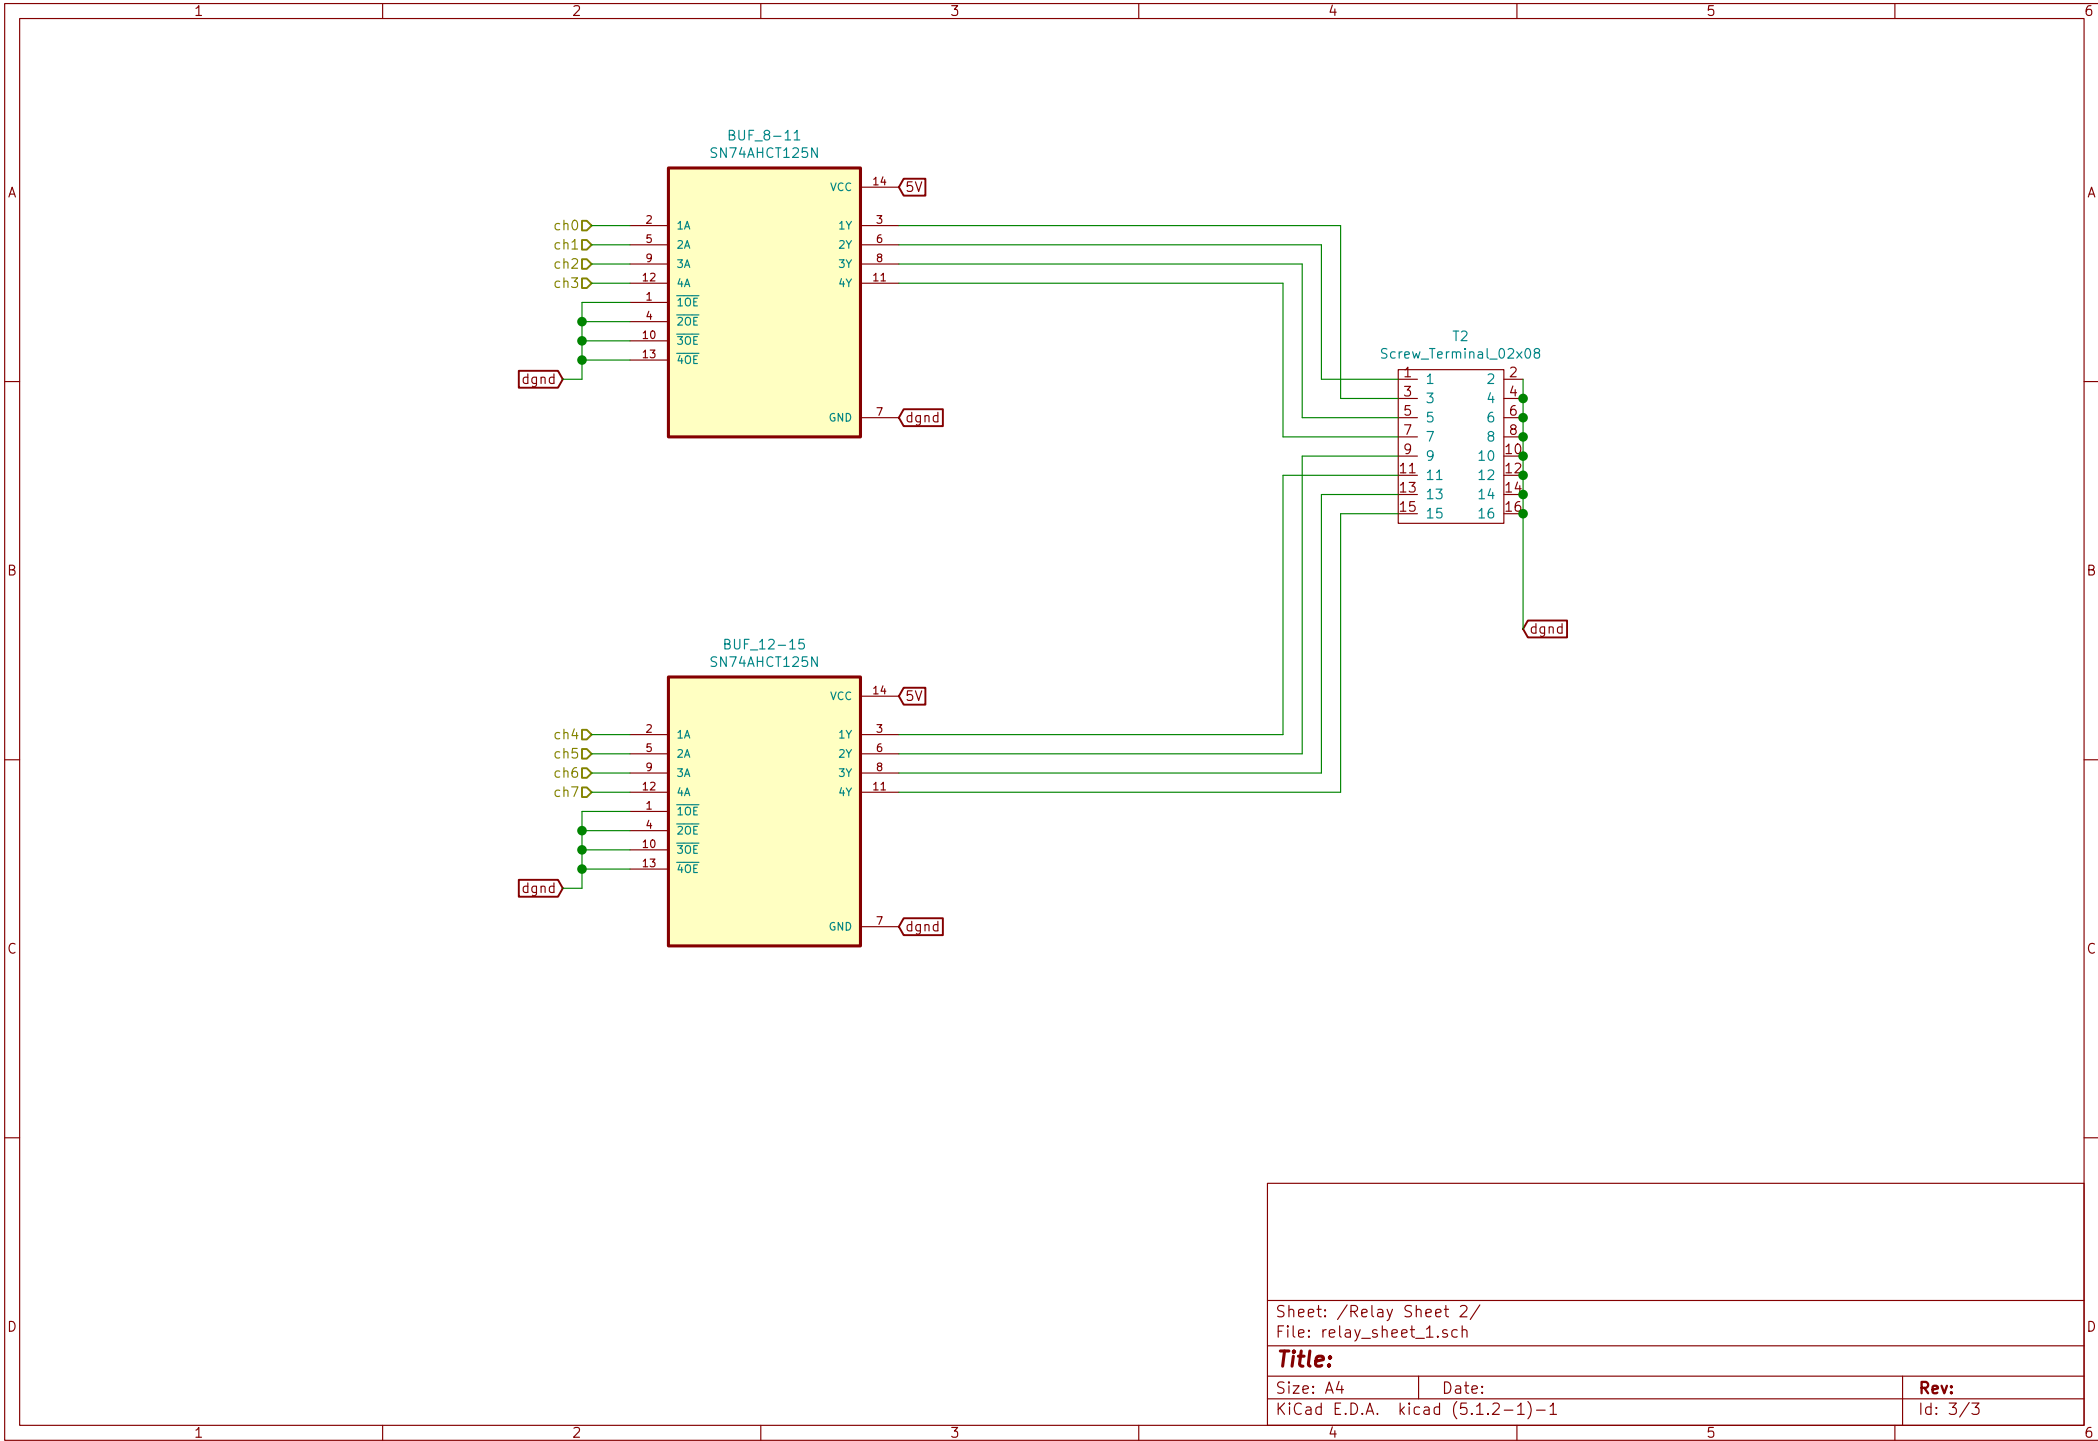 1 2 3 4 5 6
A A
BUF_8-11
SN74AHCT125N
VCC 14 5V
ch0 2 1A 1Y 3
ch1 5 2A 2Y 6
ch2 9 3A 3Y 8
ch3 12 4A 4Y 11
1 1OE
4 2OE
10 3OE
13 4OE
dgnd
GND 7 dgnd
T2
Screw_Terminal_02x08
1 1 2 2
3 3 4 4
5 5 6 6
7 7 8 8
9 9 10 10
11 11 12 12
13 13 14 14
15 15 16 16
dgnd
B B
BUF_12-15
SN74AHCT125N
VCC 14 5V
ch4 2 1A 1Y 3
ch5 5 2A 2Y 6
ch6 9 3A 3Y 8
ch7 12 4A 4Y 11
1 1OE
4 2OE
10 3OE
13 4OE
dgnd
GND 7 dgnd
C C
D D
Sheet: /Relay Sheet 2/
File: relay_sheet_1.sch
Title:
Size: A4 Date: Rev:
KiCad E.D.A. kicad (5.1.2-1)-1 Id: 3/3
1 2 3 4 5 6